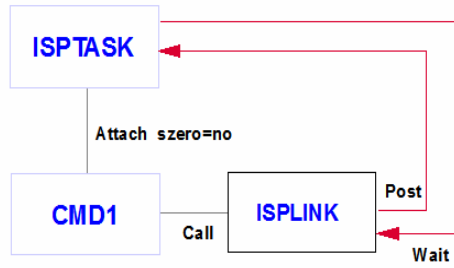 ISPTASK
Attach szero=no
CMD1
Call
ISPLINK
Post
Wait